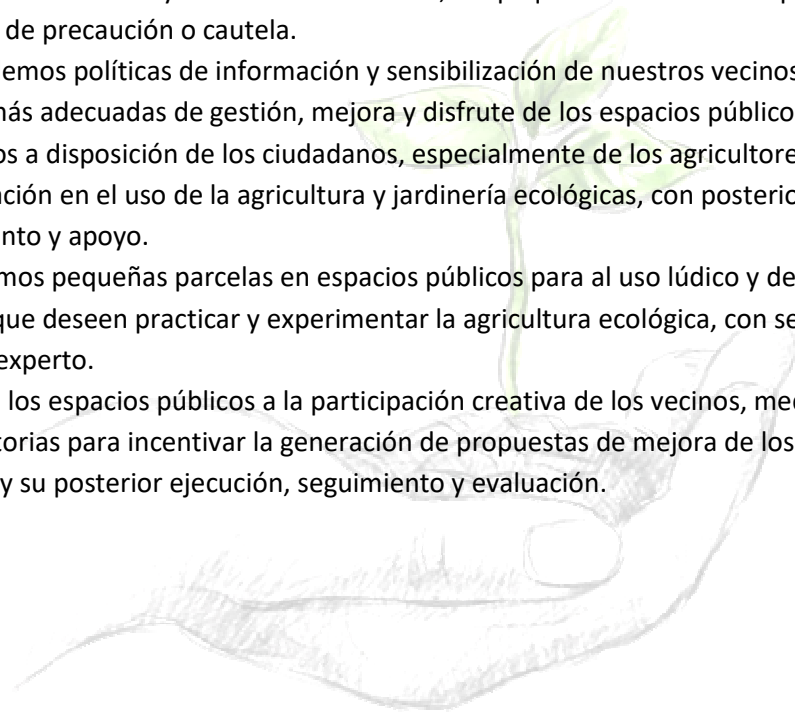 de precaución o cautela.
emos políticas de información y sensibilización de nuestros vecinos
más adecuadas de gestión, mejora y disfrute de los espacios público
os a disposición de los ciudadanos, especialmente de los agricultore
ación en el uso de la agricultura y jardinería ecológicas, con posterio
nto y apoyo.
mos pequeñas parcelas en espacios públicos para al uso lúdico y de
que deseen practicar y experimentar la agricultura ecológica, con se
experto.
los espacios públicos a la participación creativa de los vecinos, med
torias para incentivar la generación de propuestas de mejora de los
y su posterior ejecución, seguimiento y evaluación.